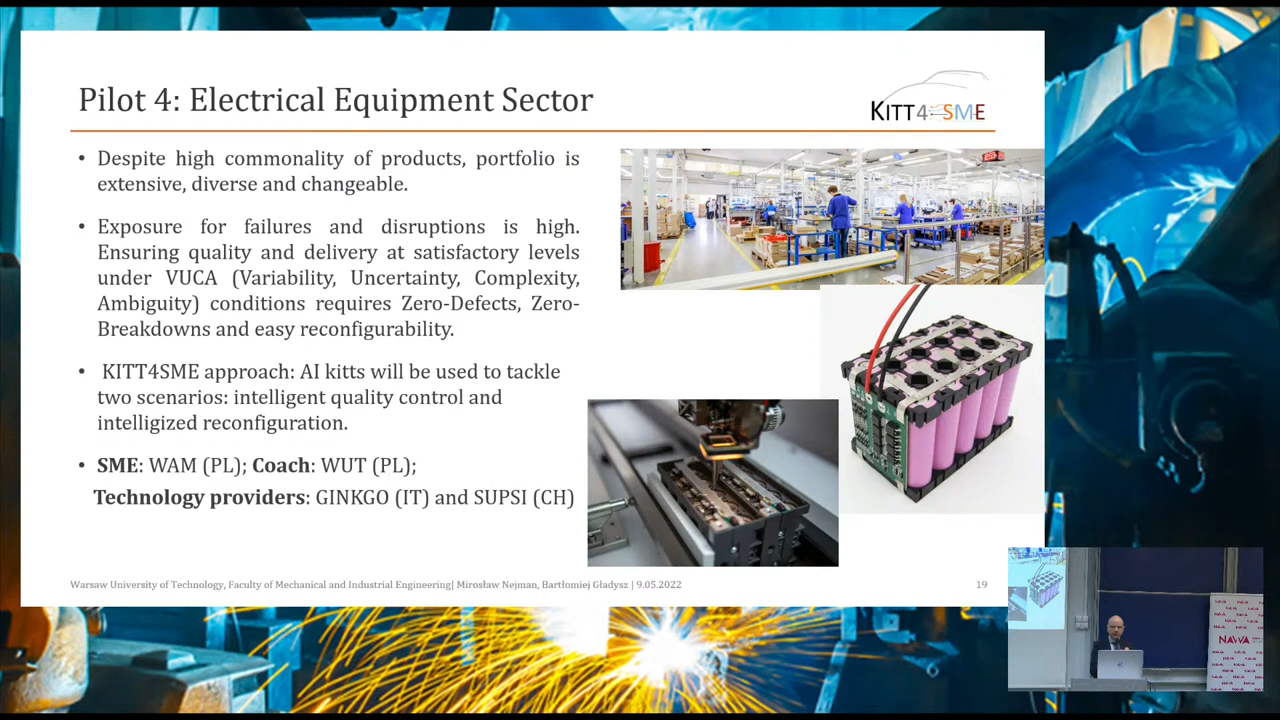 Pilot 4: Electrical Equipment Sector
KITT4SME
• Despite high commonality of products, portfolio is
extensive, diverse and changeable.
• Exposure for failures and disruptions is high.
Ensuring quality and delivery at satisfactory levels
under VUCA (Variability, Uncertainty, Complexity,
Ambiguity) conditions requires Zero-Defects, Zero-
Breakdowns and easy reconfigurability.
• KITT4SME approach: AI kitts will be used to tackle
two scenarios: intelligent quality control and
intelligized reconfiguration.
• SME: WAM (PL); Coach: WUT (PL);
Technology providers: GINKGO (IT) and SUPSI (CH)
Warsaw University of Technology, Faculty of Mechanical and Industrial Engineering| Mirosław Nejman, Bartłomiej Gładysz | 9.05.2022
19
NAWA